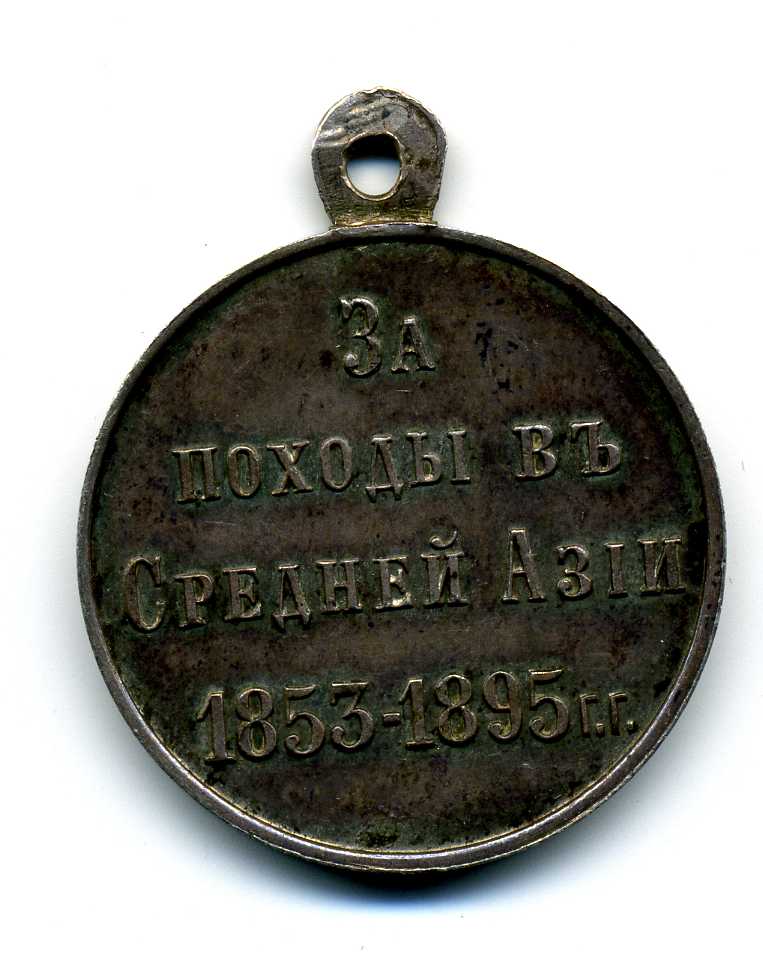 За
походы въ
Средней Азіи
1853-1895 г.г.